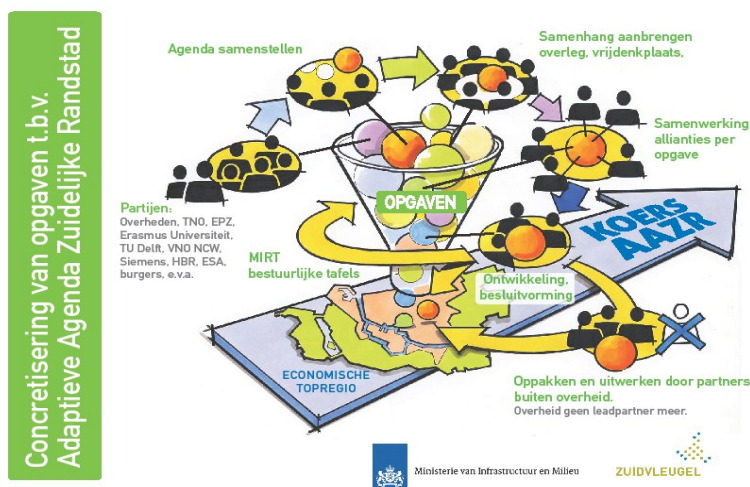 Concretisering van opgaven t.b.v.
Adaptieve Agenda Zuidelijke Randstad
Agenda samenstellen
Samenhang aanbrengen
overleg, vrijdenkplaats,
Samenwerking
allianties per
opgave
Partijen:
Overheden, TNO, EPZ,
Erasmus Universiteit,
TU Delft, VNO NCW,
Siemens, HBR, ESA,
burgers, e.v.a.
OPGAVEN
KOERS
AAZR
MIRT
bestuurlijke tafels
Ontwikkeling,
besluitvorming
ECONOMISCHE
TOPREGIO
Oppakken en uitwerken door partners
buiten overheid.
Overheid geen leadpartner meer.
Ministerie van Infrastructuur en Milieu
ZUIDVLEUGEL